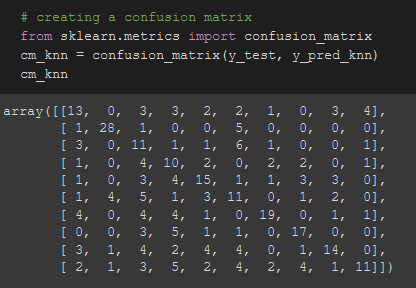 # creating a confusion matrix
from sklearn.metrics import confusion_matrix
cm_knn = confusion_matrix(y_test, y_pred_knn)
cm_knn
array([[13, 0, 3, 3, 2, 2, 1, 0, 3, 4],
[ 1, 28, 1, 0, 0, 5, 0, 0, 0, 0],
[ 3, 0, 11, 1, 1, 6, 1, 0, 0, 1],
[ 1, 0, 4, 10, 2, 0, 2, 2, 0, 1],
[ 1, 0, 3, 4, 15, 1, 1, 3, 3, 0],
[ 1, 4, 5, 1, 3, 11, 0, 1, 2, 0],
[ 4, 0, 4, 4, 1, 0, 19, 0, 1, 1],
[ 0, 0, 3, 5, 1, 1, 0, 17, 0, 0],
[ 3, 1, 4, 2, 4, 4, 0, 1, 14, 0],
[ 2, 1, 3, 5, 2, 4, 2, 4, 1, 11]])